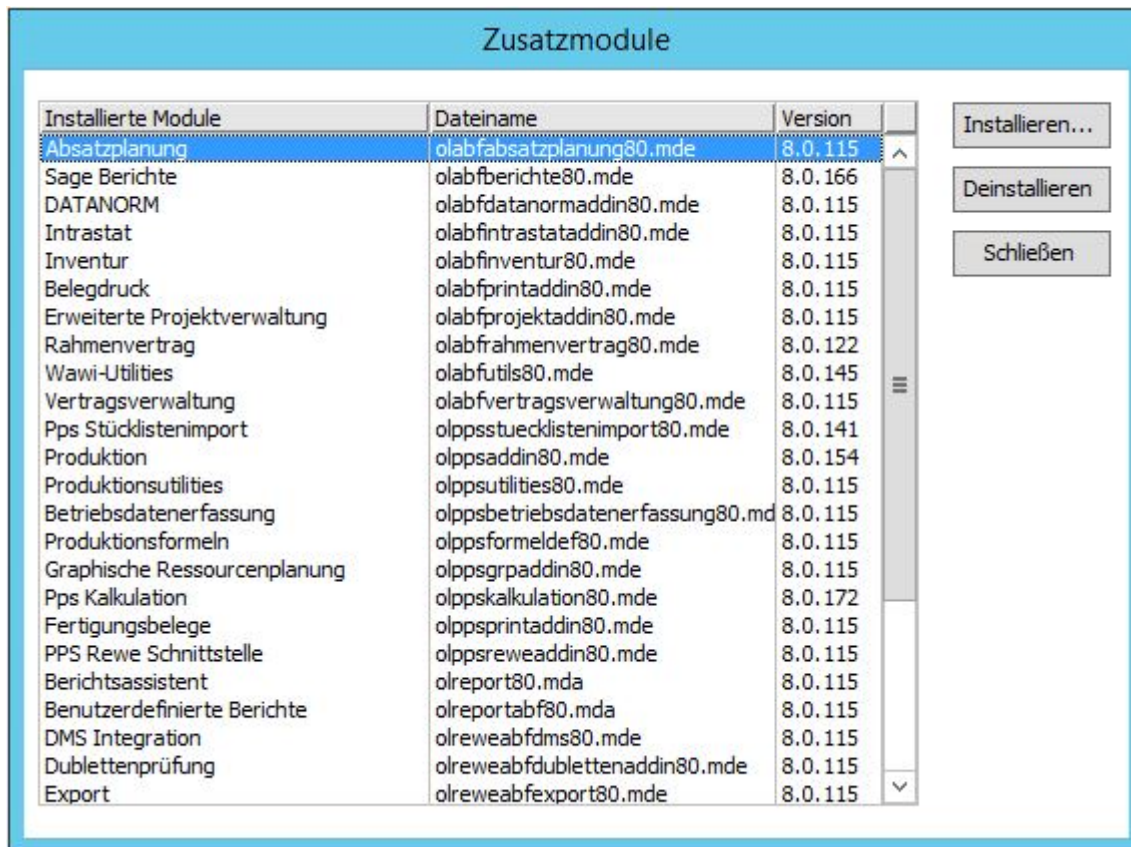 Zusatzmodule
Installierte Module Dateiname Version
Absatzplanung olabfabsatzplanung80.mde 8.0.115
Sage Berichte olabfberichte80.mde 8.0.166
DATANORM olabfdatanormaddin80.mde 8.0.115
Intrastat olabfintrastataddin80.mde 8.0.115
Inventur olabfinventur80.mde 8.0.115
Belegdruck olabfprintaddin80.mde 8.0.115
Erweiterte Projektverwaltung olabfprojektaddin80.mde 8.0.115
Rahmenvertrag olabfrahmenvertrag80.mde 8.0.122
Wawi-Utilities olabfutils80.mde 8.0.145
Vertragsverwaltung olabfvertragsverwaltung80.mde 8.0.115
Pps Stücklistenimport olppsstuecklistenimport80.mde 8.0.141
Produktion olppsaddin80.mde 8.0.154
Produktionsutilities olppsutilities80.mde 8.0.115
Betriebsdatenerfassung olppsbetriebsdatenerfassung80.md 8.0.115
Produktionsformeln olppsformeldef80.mde 8.0.115
Graphische Ressourcenplanung olppsgrpaddin80.mde 8.0.115
Pps Kalkulation olppskalkulation80.mde 8.0.172
Fertigungsbelege olppsprintaddin80.mde 8.0.115
PPS Rewe Schnittstelle olppsreweaddin80.mde 8.0.115
Berichtsassistent olreport80.mda 8.0.115
Benutzerdefinierte Berichte olreportabf80.mda 8.0.115
DMS Integration olreweabfdms80.mde 8.0.115
Dublettenprüfung olreweabfdublettenaddin80.mde 8.0.115
Export olreweabfexport80.mde 8.0.115
Installieren...
Deinstallieren
Schließen